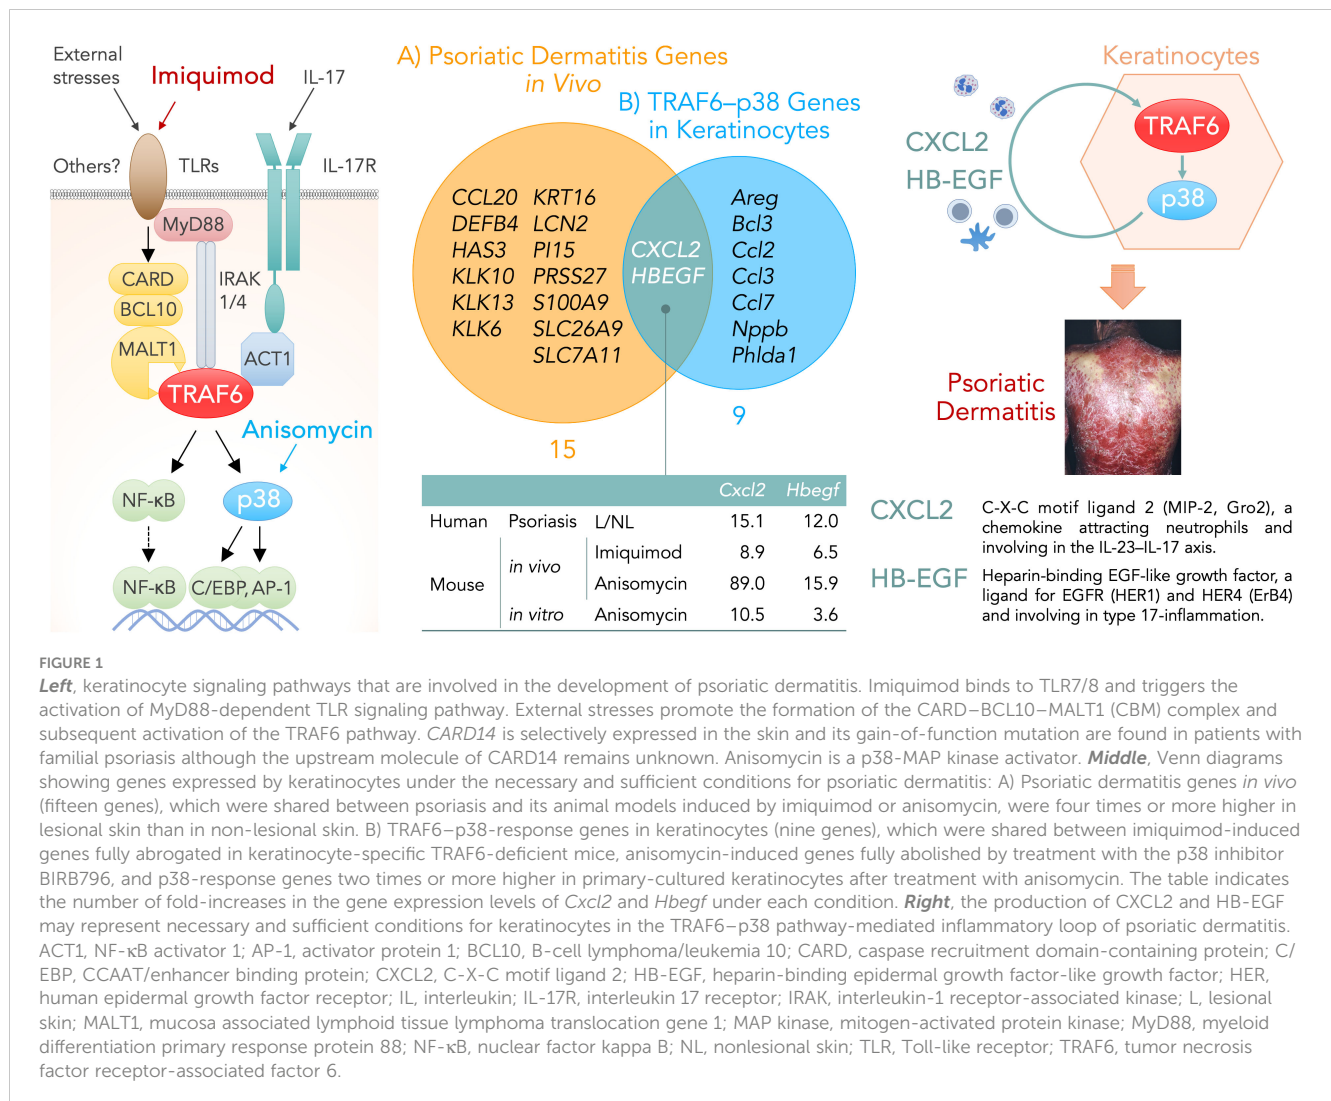 External
stresses
Imiquimod
IL-17
Others?
TLRs
IL-17R
MyD88
CARD
BCL10
MALT1
IRAK
1/4
ACT1
TRAF6
Anisomycin
NF-κB
p38
NF-κB
C/EBP, AP-1
A) Psoriatic Dermatitis Genes
in Vivo
B) TRAF6–p38 Genes
in Keratinocytes
CCL20 KRT16
DEFB4 LCN2
HAS3 PI15
KLK10 PRSS27
KLK13 S100A9
KLK6 SLC26A9
SLC7A11
CXCL2
HBEGF
Areg
Bcl3
Ccl2
Ccl3
Ccl7
Nppb
Phlda1
15
9
Cxcl2 Hbegf
Human Psoriasis L/NL 15.1 12.0
Mouse in vivo Imiquimod 8.9 6.5
Anisomycin 89.0 15.9
in vitro Anisomycin 10.5 3.6
Keratinocytes
TRAF6
p38
CXCL2
HB-EGF
Psoriatic
Dermatitis
CXCL2
C-X-C motif ligand 2 (MIP-2, Gro2), a
chemokine attracting neutrophils and
involving in the IL-23–IL-17 axis.
HB-EGF
Heparin-binding EGF-like growth factor, a
ligand for EGFR (HER1) and HER4 (ErB4)
and involving in type 17-inflammation.
FIGURE 1
Left, keratinocyte signaling pathways that are involved in the development of psoriatic dermatitis. Imiquimod binds to TLR7/8 and triggers the
activation of MyD88-dependent TLR signaling pathway. External stresses promote the formation of the CARD–BCL10–MALT1 (CBM) complex and
subsequent activation of the TRAF6 pathway. CARD14 is selectively expressed in the skin and its gain-of-function mutation are found in patients with
familial psoriasis although the upstream molecule of CARD14 remains unknown. Anisomycin is a p38-MAP kinase activator. Middle, Venn diagrams
showing genes expressed by keratinocytes under the necessary and sufficient conditions for psoriatic dermatitis: A) Psoriatic dermatitis genes in vivo
(fifteen genes), which were shared between psoriasis and its animal models induced by imiquimod or anisomycin, were four times or more higher in
lesional skin than in non-lesional skin. B) TRAF6–p38-response genes in keratinocytes (nine genes), which were shared between imiquimod-induced
genes fully abrogated in keratinocyte-specific TRAF6-deficient mice, anisomycin-induced genes fully abolished by treatment with the p38 inhibitor
BIRB796, and p38-response genes two times or more higher in primary-cultured keratinocytes after treatment with anisomycin. The table indicates
the number of fold-increases in the gene expression levels of Cxcl2 and Hbegf under each condition. Right, the production of CXCL2 and HB-EGF
may represent necessary and sufficient conditions for keratinocytes in the TRAF6–p38 pathway-mediated inflammatory loop of psoriatic dermatitis.
ACT1, NF-κB activator 1; AP-1, activator protein 1; BCL10, B-cell lymphoma/leukemia 10; CARD, caspase recruitment domain-containing protein; C/
EBP, CCAAT/enhancer binding protein; CXCL2, C-X-C motif ligand 2; HB-EGF, heparin-binding epidermal growth factor-like growth factor; HER,
human epidermal growth factor receptor; IL, interleukin; IL-17R, interleukin 17 receptor; IRAK, interleukin-1 receptor-associated kinase; L, lesional
skin; MALT1, mucosa associated lymphoid tissue lymphoma translocation gene 1; MAP kinase, mitogen-activated protein kinase; MyD88, myeloid
differentiation primary response protein 88; NF-κB, nuclear factor kappa B; NL, nonlesional skin; TLR, Toll-like receptor; TRAF6, tumor necrosis
factor receptor-associated factor 6.